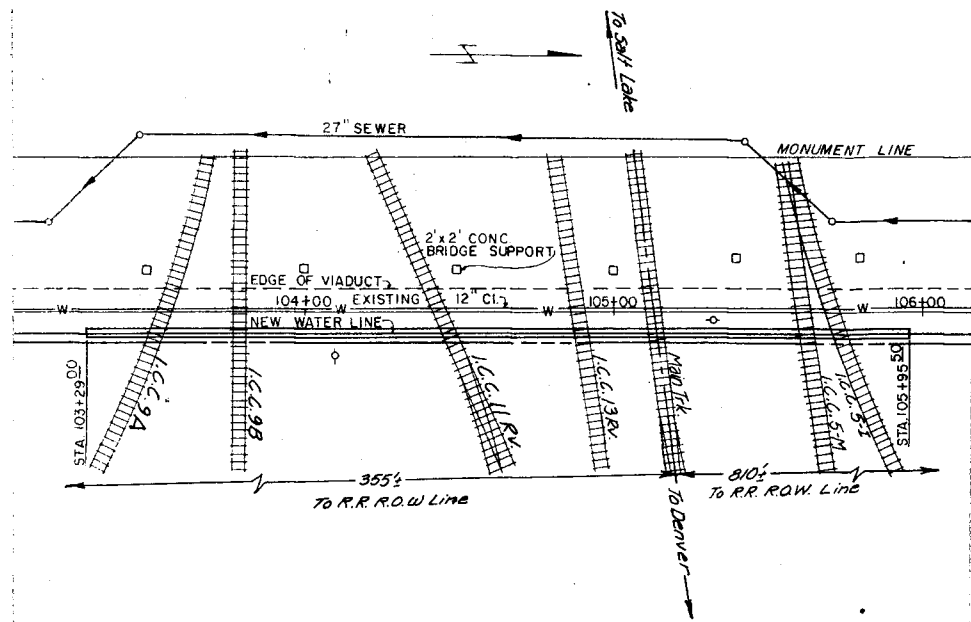 To Salt Lake
N
27" SEWER
MONUMENT LINE
2'x2' CONC
BRIDGE SUPPORT
EDGE OF VIADUCT
104+00
EXISTING
12" CI.
105+00
106+00
W
W
W
W
NEW WATER LINE
STA. 103+29.00
I.C.C. 9A
I.C.C. 9B
I.C.C. 11 RV.
I.C.C. 13 RV.
Main Trk.
I.C.C. 5-M
I.C.C. 5-I
STA. 105+95.50
355'±
To R.R. R.O.W Line
810'±
To R.R. R.O.W. Line
To Denver